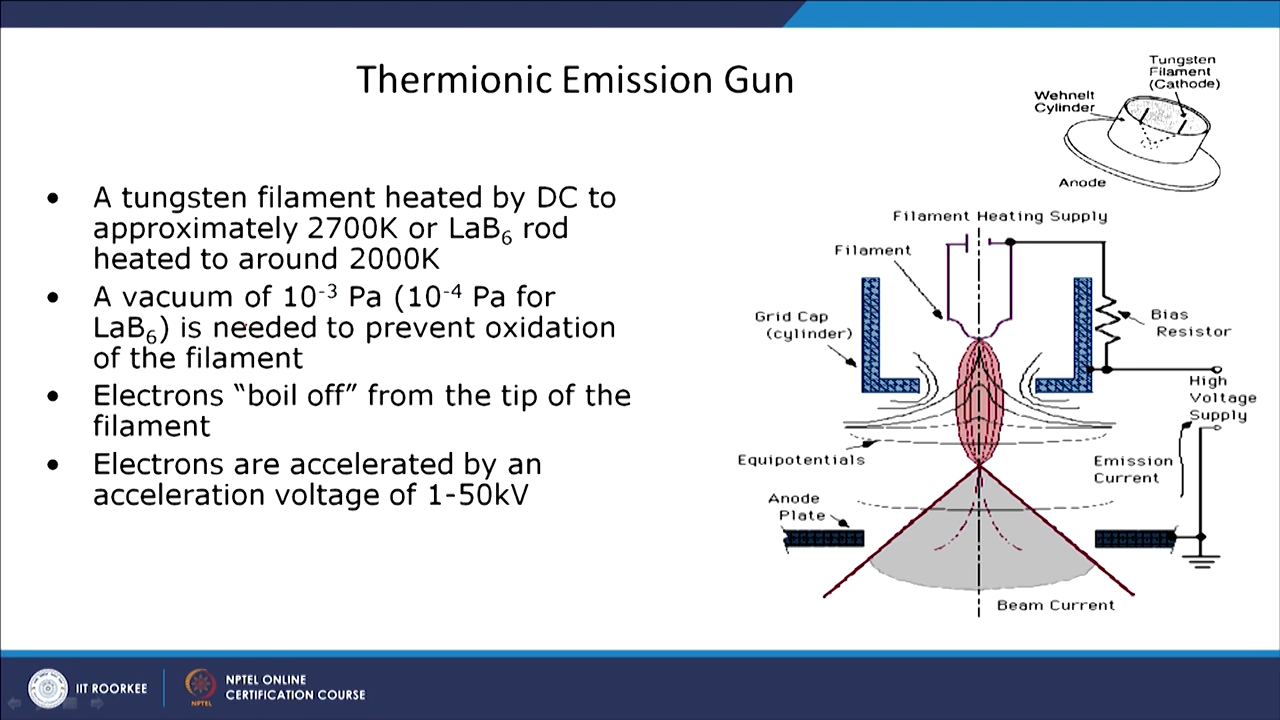 Thermionic Emission Gun
• A tungsten filament heated by DC to
approximately 2700K or LaB6 rod
heated to around 2000K
• A vacuum of 10-3 Pa (10-4 Pa for
LaB6) is needed to prevent oxidation
of the filament
• Electrons “boil off” from the tip of the
filament
• Electrons are accelerated by an
acceleration voltage of 1-50kV
Tungsten
Filament
(Cathode)
Wehnelt
Cylinder
Anode
Filament Heating Supply
Filament
Grid Cap
(cylinder)
Bias
Resistor
High
Voltage
Supply
Equipotentials
Emission
Current
Anode
Plate
Beam Current
IIT ROORKEE
NPTEL
NPTEL ONLINE
CERTIFICATION COURSE